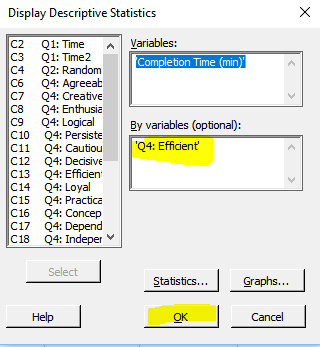 Display Descriptive Statistics
C2 Q1: Time
C3 Q1: Time2
C4 Q2: Random
C6 Q4: Agreeab
C7 Q4: Creative
C8 Q4: Enthusia
C9 Q4: Logical
C10 Q4: Persiste
C11 Q4: Cautiou
C12 Q4: Decisive
C13 Q4: Efficien
C14 Q4: Loyal
C15 Q4: Practica
C16 Q4: Concep
C17 Q4: Depend
C18 Q4: Indepen
Select
Variables:
'Completion Time (min)'
By variables (optional):
'Q4: Efficient'
Statistics...
Graphs...
Help
OK
Cancel